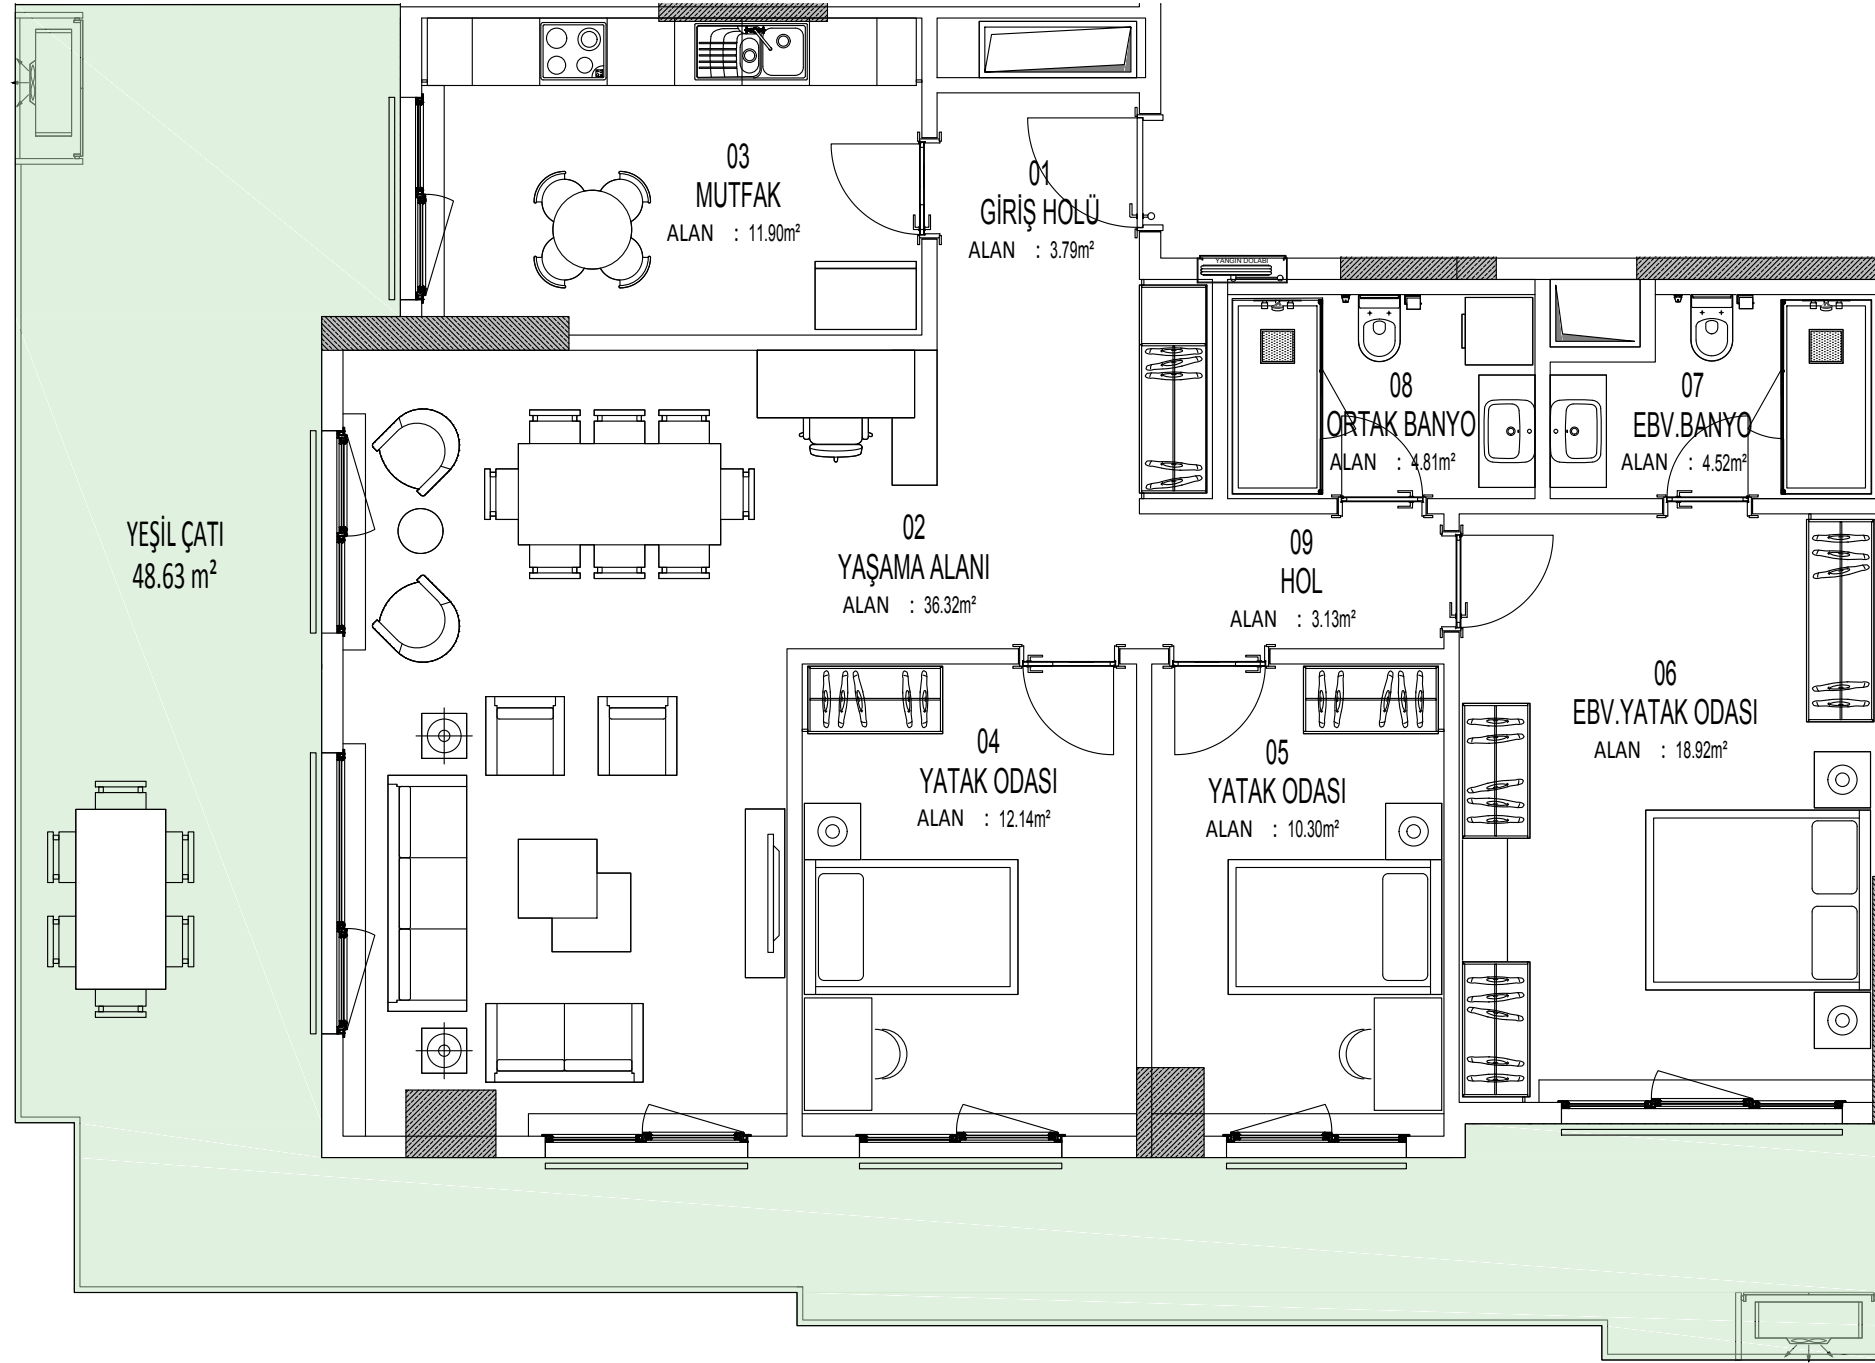 03
MUTFAK
ALAN : 11.90m²
01
GİRİŞ HOLÜ
ALAN : 3.79m²
YANGIN DOLABI
08
ORTAK BANYO
ALAN : 4.81m²
07
EBV.BANYO
ALAN : 4.52m²
YEŞİL ÇATI
48.63 m²
02
YAŞAMA ALANI
ALAN : 36.32m²
09
HOL
ALAN : 3.13m²
06
EBV.YATAK ODASI
ALAN : 18.92m²
04
YATAK ODASI
ALAN : 12.14m²
05
YATAK ODASI
ALAN : 10.30m²